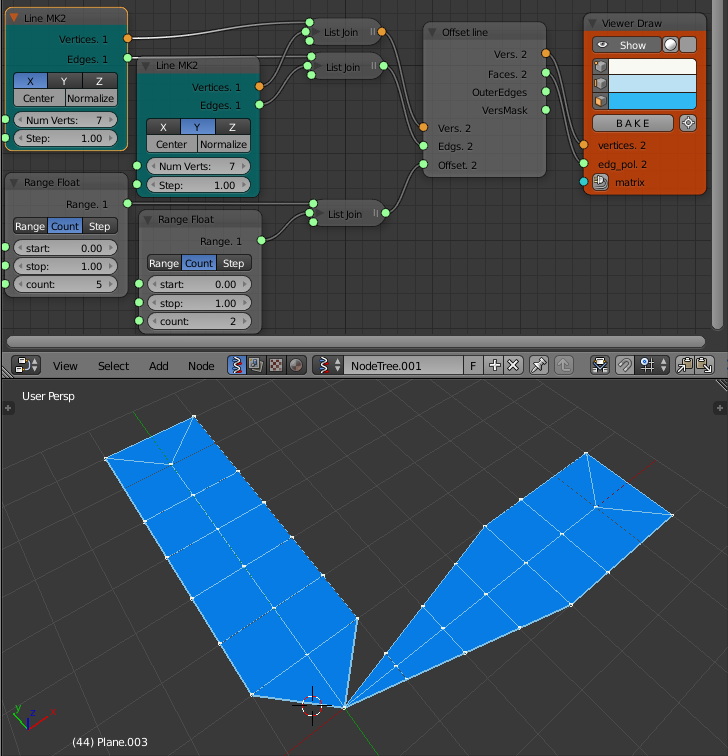 Line MK2
Vertices. 1
Edges. 1
X Y Z
Center Normalize
Num Verts: 7
Step: 1.00
Line MK2
Vertices. 1
Edges. 1
X Y Z
Center Normalize
Num Verts: 7
Step: 1.00
Range Float
Range. 1
Range Count Step
start: 0.00
stop: 1.00
count: 5
Range Float
Range. 1
Range Count Step
start: 0.00
stop: 1.00
count: 2
List Join
List Join
List Join
Offset line
Vers. 2
Faces. 2
OuterEdges
VersMask
Vers. 2
Edgs. 2
Offset. 2
Viewer Draw
Show
BAKE
vertices. 2
edg_pol. 2
matrix
View Select Add Node NodeTree.001 F
User Persp
y z x
(44) Plane.003